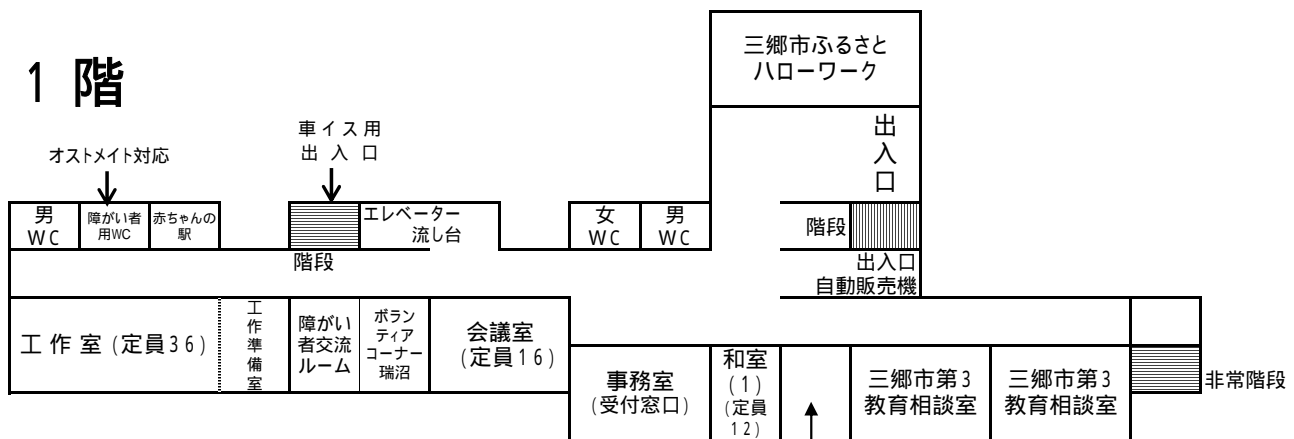 三郷市ふるさと
ハローワーク
1 階
車イス用
出入口
オストメイト対応
出
入
口
男
WC
障がい者
用WC
赤ちゃんの
駅
エレベーター
流し台
女
WC
男
WC
階段
階段
出入口
自動販売機
工作室(定員36)
工
作
準
備
室
障がい
者交流
ルーム
ボラン
ティア
コーナー
瑞沼
会議室
(定員16)
事務室
(受付窓口)
和室
(1)
(定員
12)
三郷市第3
教育相談室
三郷市第3
教育相談室
非常階段